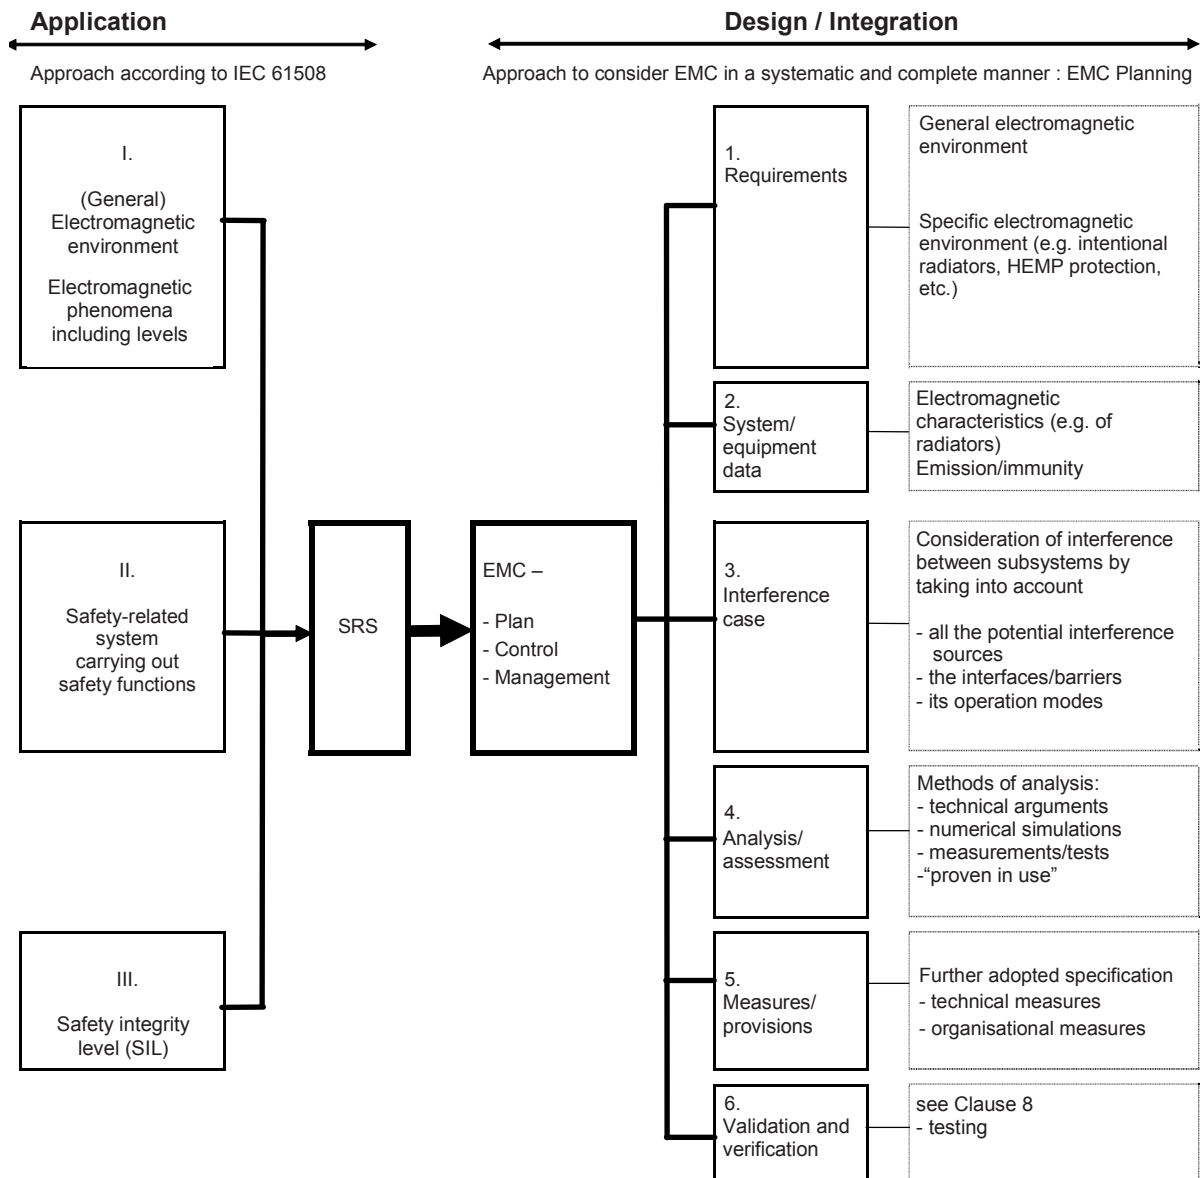 Application
Design / Integration
Approach according to IEC 61508
Approach to consider EMC in a systematic and complete manner : EMC Planning
I.
(General)
Electromagnetic
environment
Electromagnetic
phenomena
including levels
II.
Safety-related
system
carrying out
safety functions
III.
Safety integrity
level (SIL)
SRS
EMC –
- Plan
- Control
- Management
1.
Requirements
General electromagnetic
environment
Specific electromagnetic
environment (e.g. intentional
radiators, HEMP protection,
etc.)
2.
System/
equipment
data
Electromagnetic
characteristics (e.g. of
radiators)
Emission/immunity
3.
Interference
case
Consideration of interference
between subsystems by
taking into account
- all the potential interference
sources
- the interfaces/barriers
- its operation modes
4.
Analysis/
assessment
Methods of analysis:
- technical arguments
- numerical simulations
- measurements/tests
-“proven in use”
5.
Measures/
provisions
Further adopted specification
- technical measures
- organisational measures
6.
Validation and
verification
see Clause 8
- testing